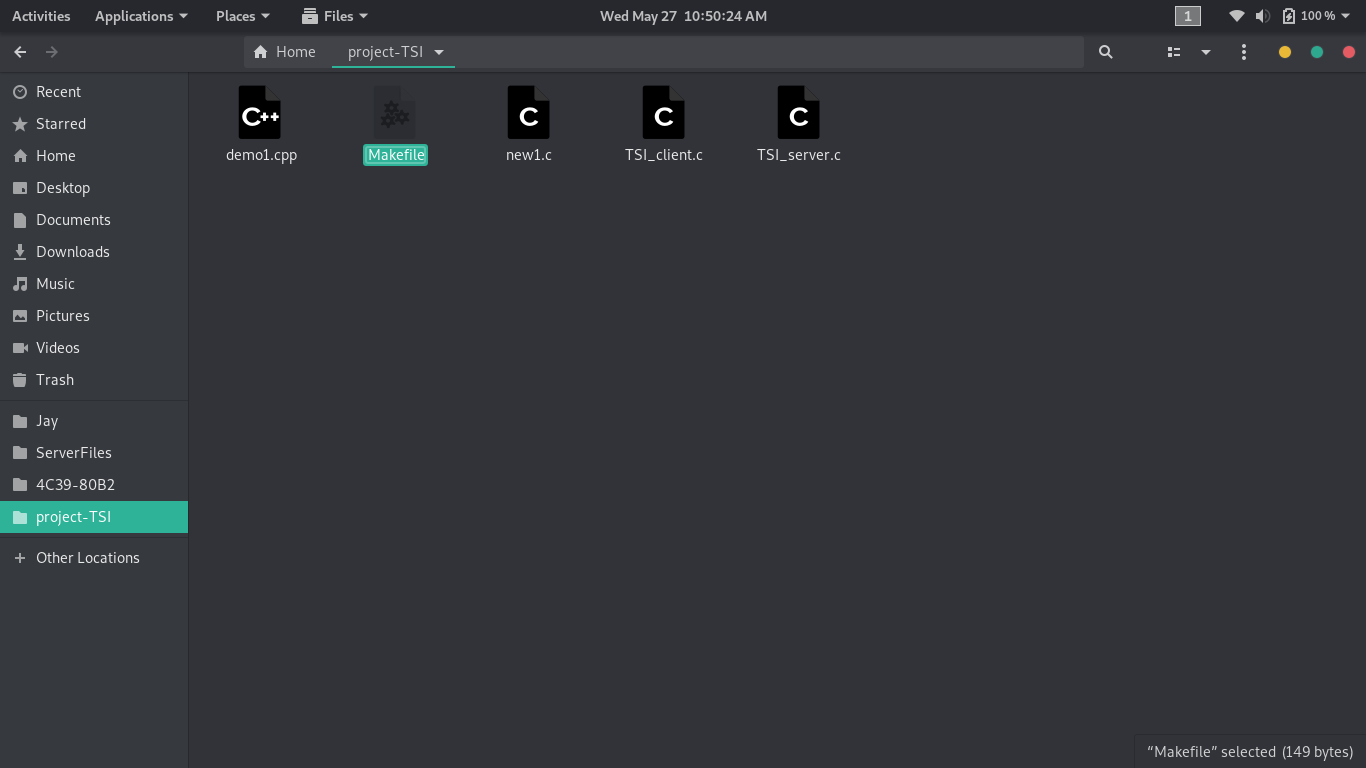 Activities Applications Places Files Wed May 27 10:50:24 AM 1 100 %
Home project-TSI
Recent
Starred
Home
Desktop
Documents
Downloads
Music
Pictures
Videos
Trash
Jay
ServerFiles
4C39-80B2
project-TSI
Other Locations
C++ C C C
demo1.cpp Makefile new1.c TSI_client.c TSI_server.c
“Makefile” selected (149 bytes)